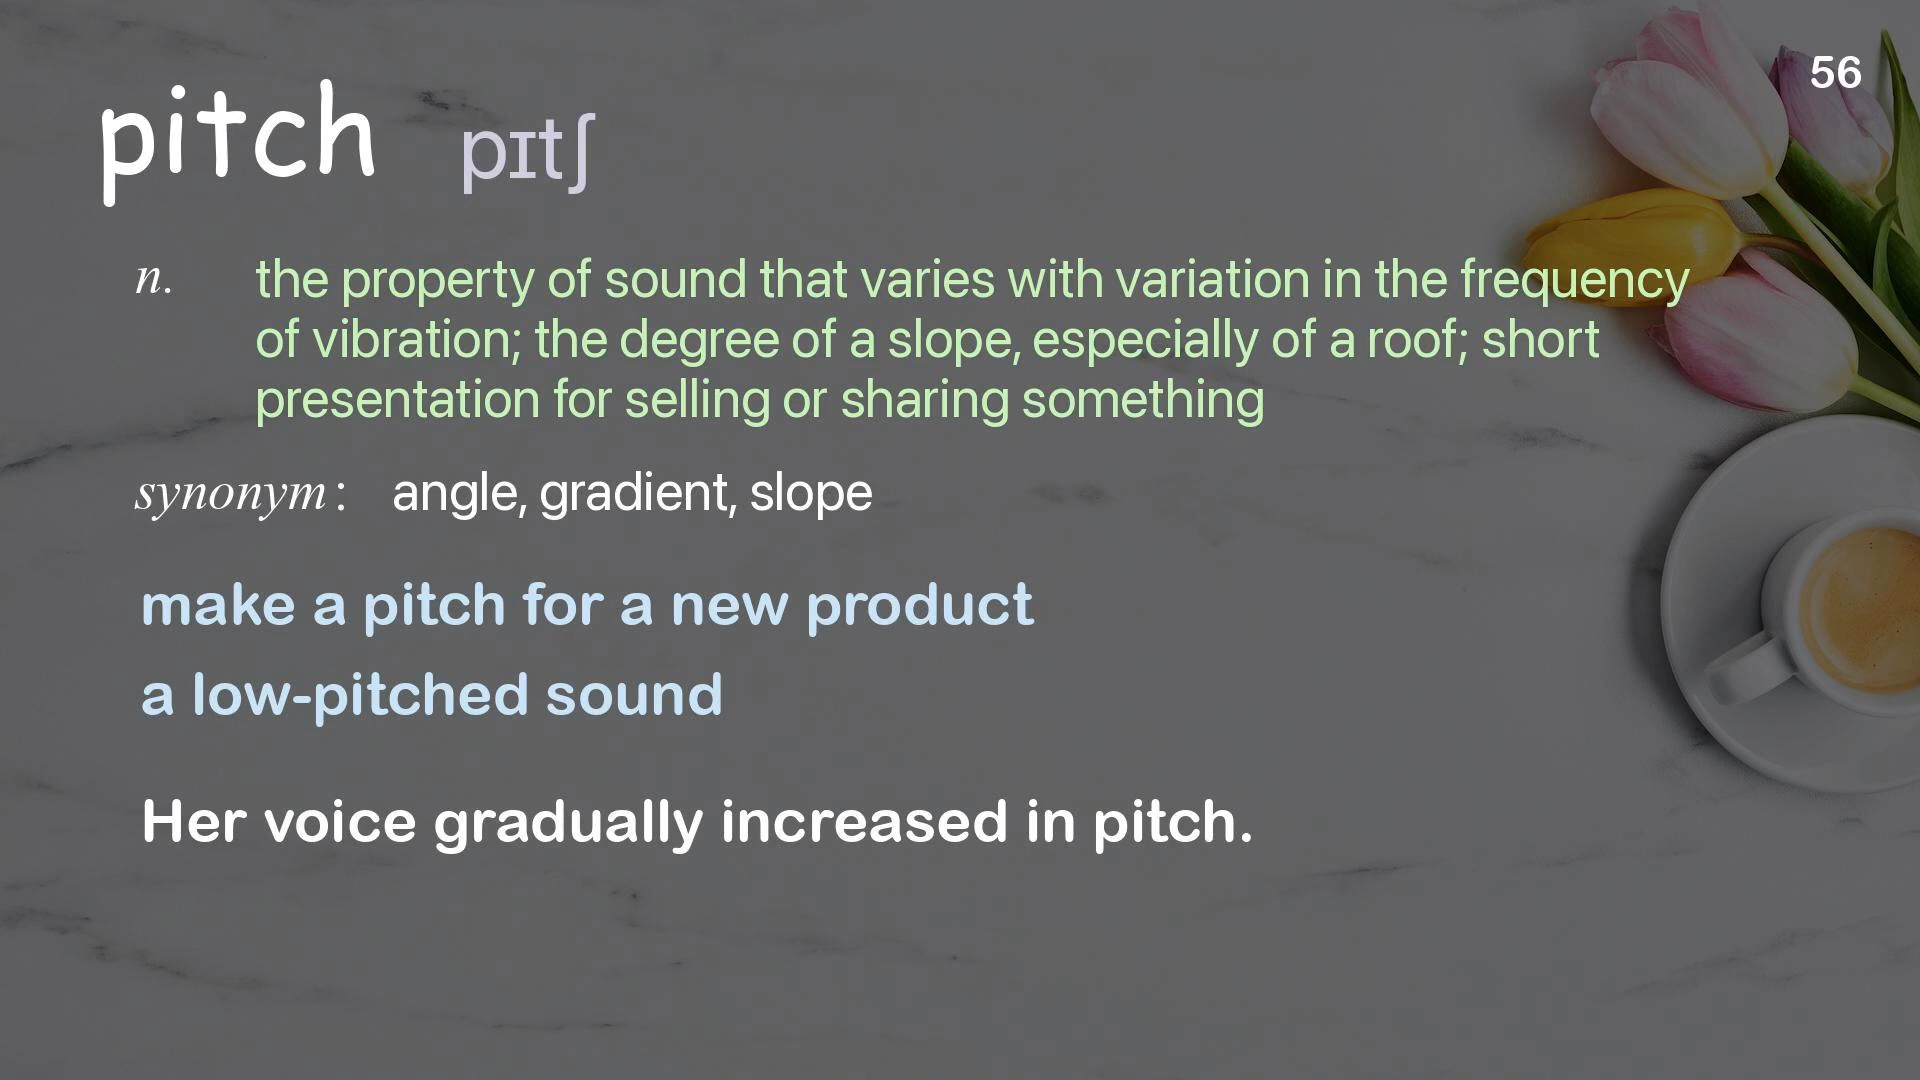 56
pitch pɪtʃ
n. the property of sound that varies with variation in the frequency
of vibration; the degree of a slope, especially of a roof; short
presentation for selling or sharing something
synonym: angle, gradient, slope
make a pitch for a new product
a low-pitched sound
Her voice gradually increased in pitch.